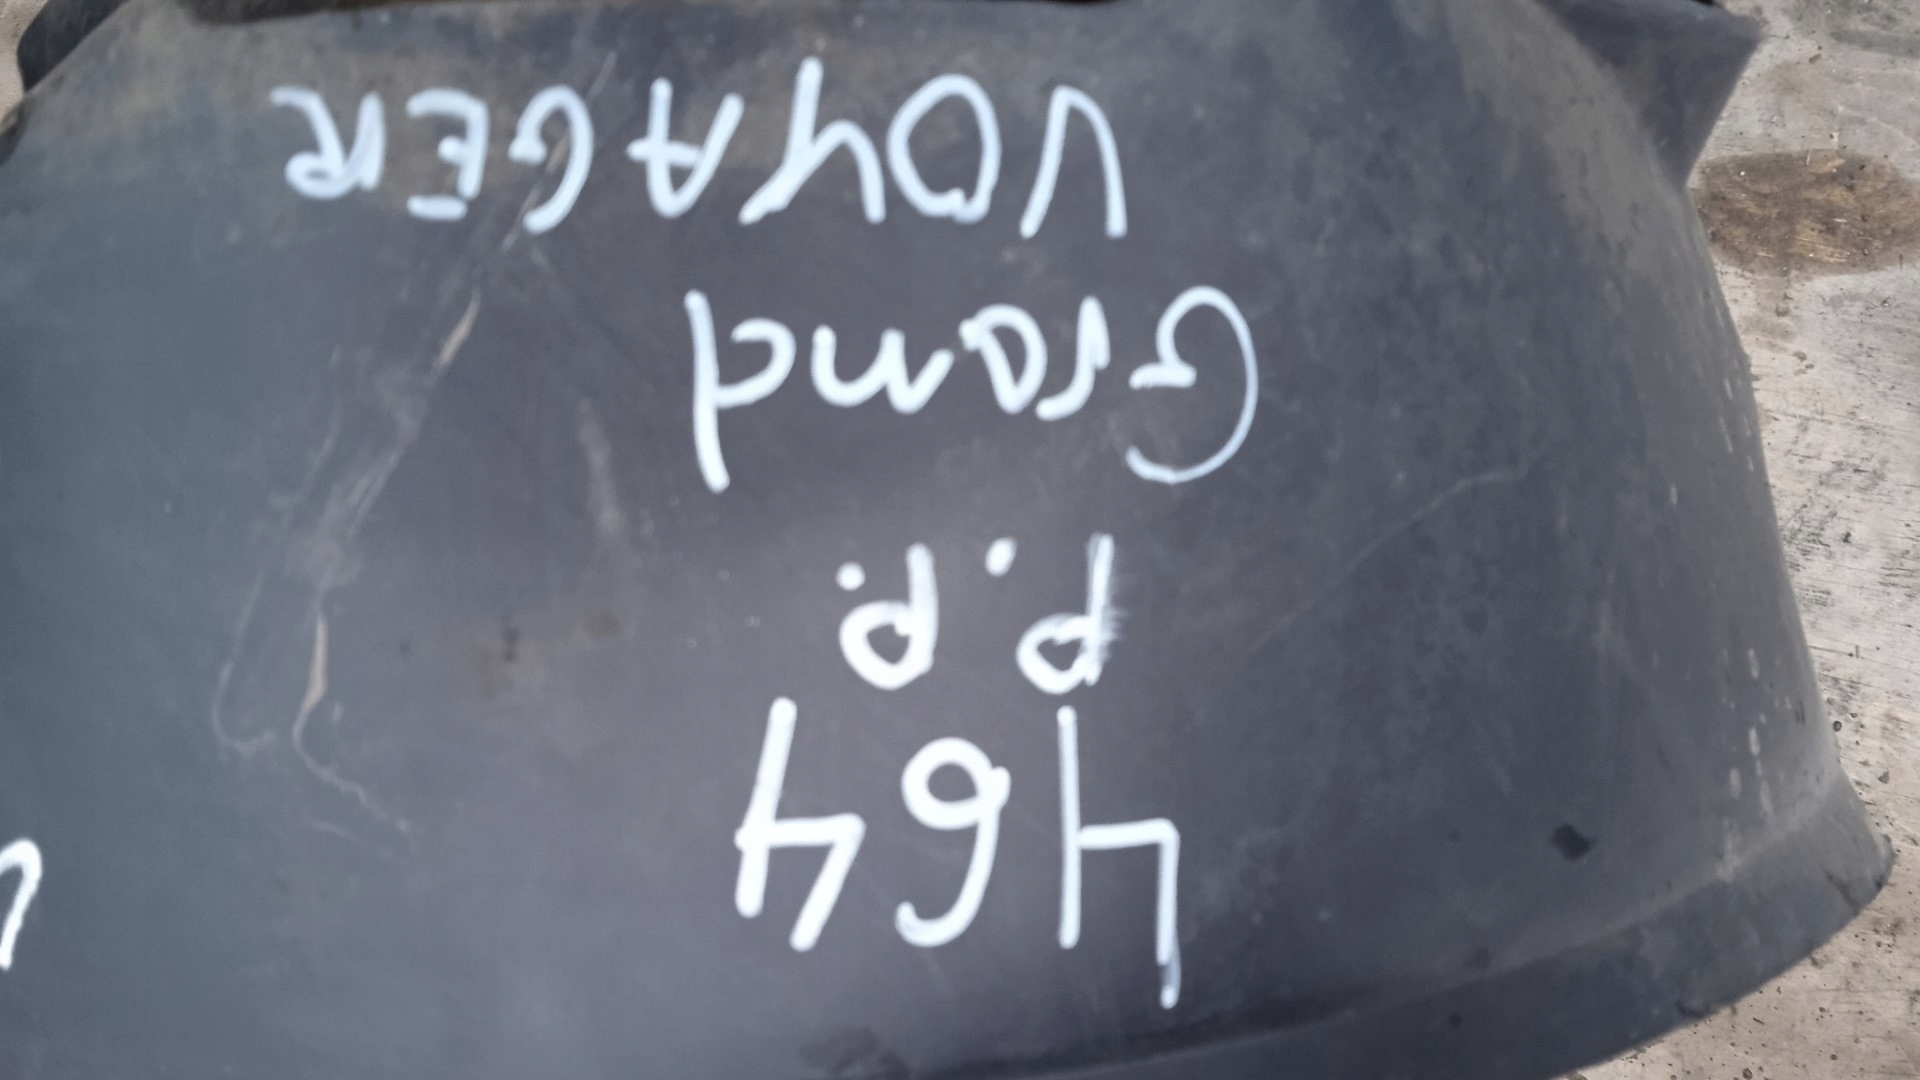 464
P.P.
Grand
VOYAGER